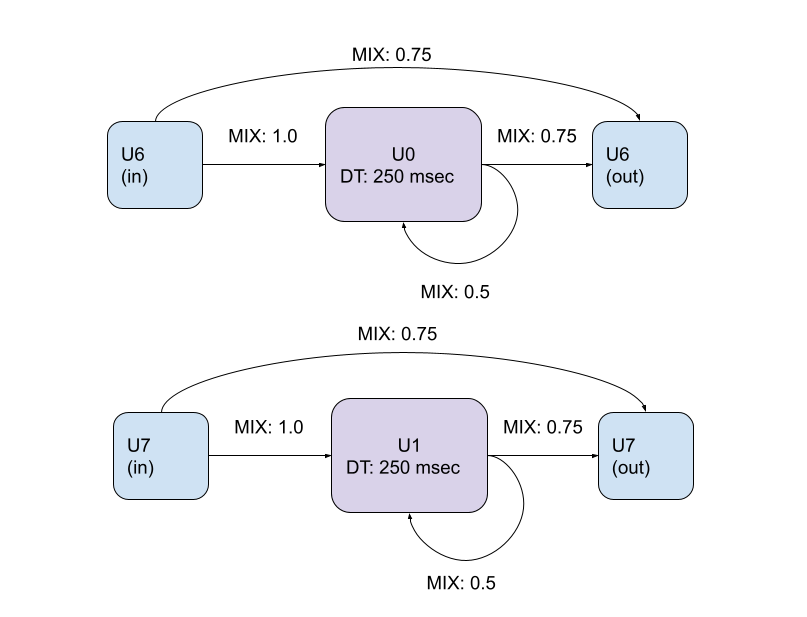 MIX: 0.75
U6
(in)
MIX: 1.0
U0
DT: 250 msec
MIX: 0.75
U6
(out)
MIX: 0.5
MIX: 0.75
U7
(in)
MIX: 1.0
U1
DT: 250 msec
MIX: 0.75
U7
(out)
MIX: 0.5